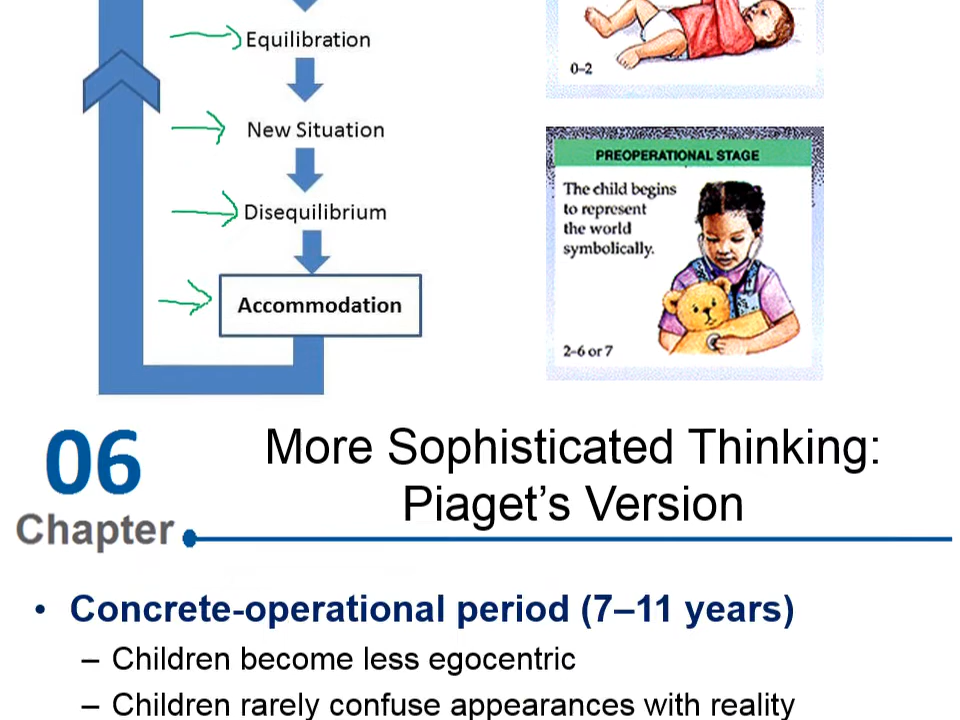 Equilibration
New Situation
Disequilibrium
Accommodation
0–2
PREOPERATIONAL STAGE
The child begins
to represent
the world
symbolically.
2–6 or 7
06
Chapter
More Sophisticated Thinking:
Piaget’s Version
• Concrete-operational period (7–11 years)
– Children become less egocentric
– Children rarely confuse appearances with reality